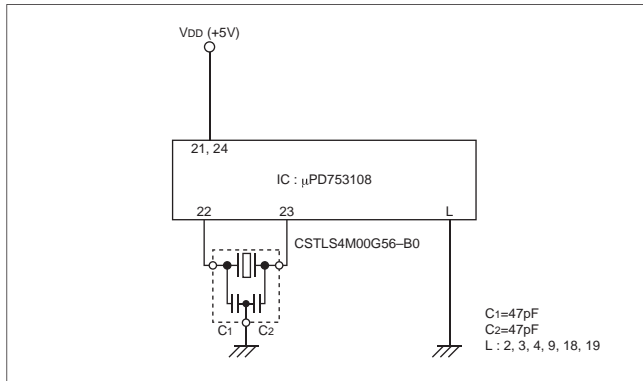 VDD (+5V)
21, 24
IC : μPD753108
22 23 L
CSTLS4M00G56–B0
C1 C2
C1=47pF
C2=47pF
L : 2, 3, 4, 9, 18, 19